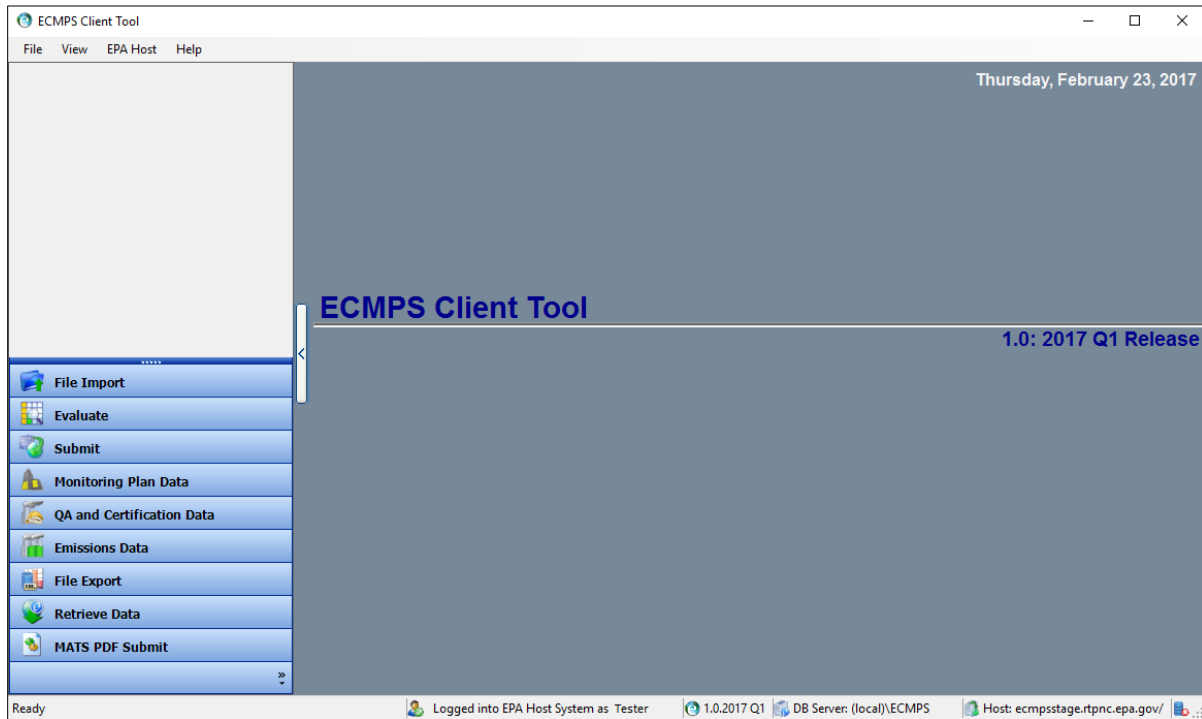 ECMPS Client Tool
File View EPA Host Help
Thursday, February 23, 2017
ECMPS Client Tool
1.0: 2017 Q1 Release
File Import
Evaluate
Submit
Monitoring Plan Data
QA and Certification Data
Emissions Data
File Export
Retrieve Data
MATS PDF Submit
Ready Logged into EPA Host System as Tester 1.0.2017 Q1 DB Server: (local)\ECMPS Host: ecmpsstage.rtpnc.epa.gov/